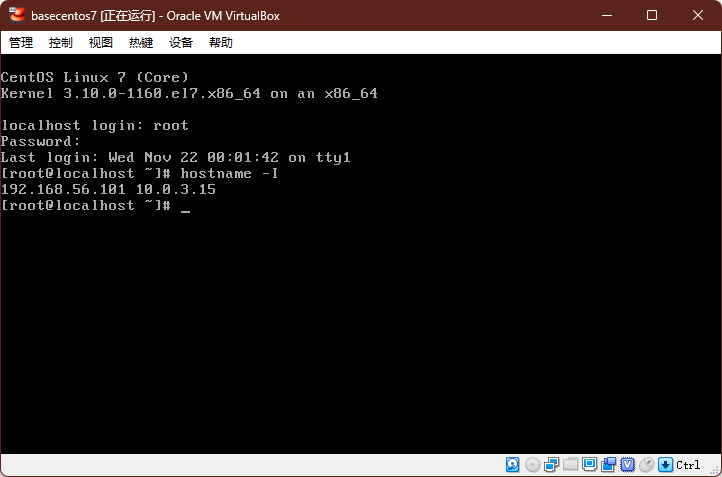 basecentos7 [正在运行] - Oracle VM VirtualBox
管理 控制 视图 热键 设备 帮助
CentOS Linux 7 (Core)
Kernel 3.10.0-1160.el7.x86_64 on an x86_64
localhost login: root
Password:
Last login: Wed Nov 22 00:01:42 on tty1
[root@localhost ~]# hostname -I
192.168.56.101 10.0.3.15
[root@localhost ~]# _
Ctrl